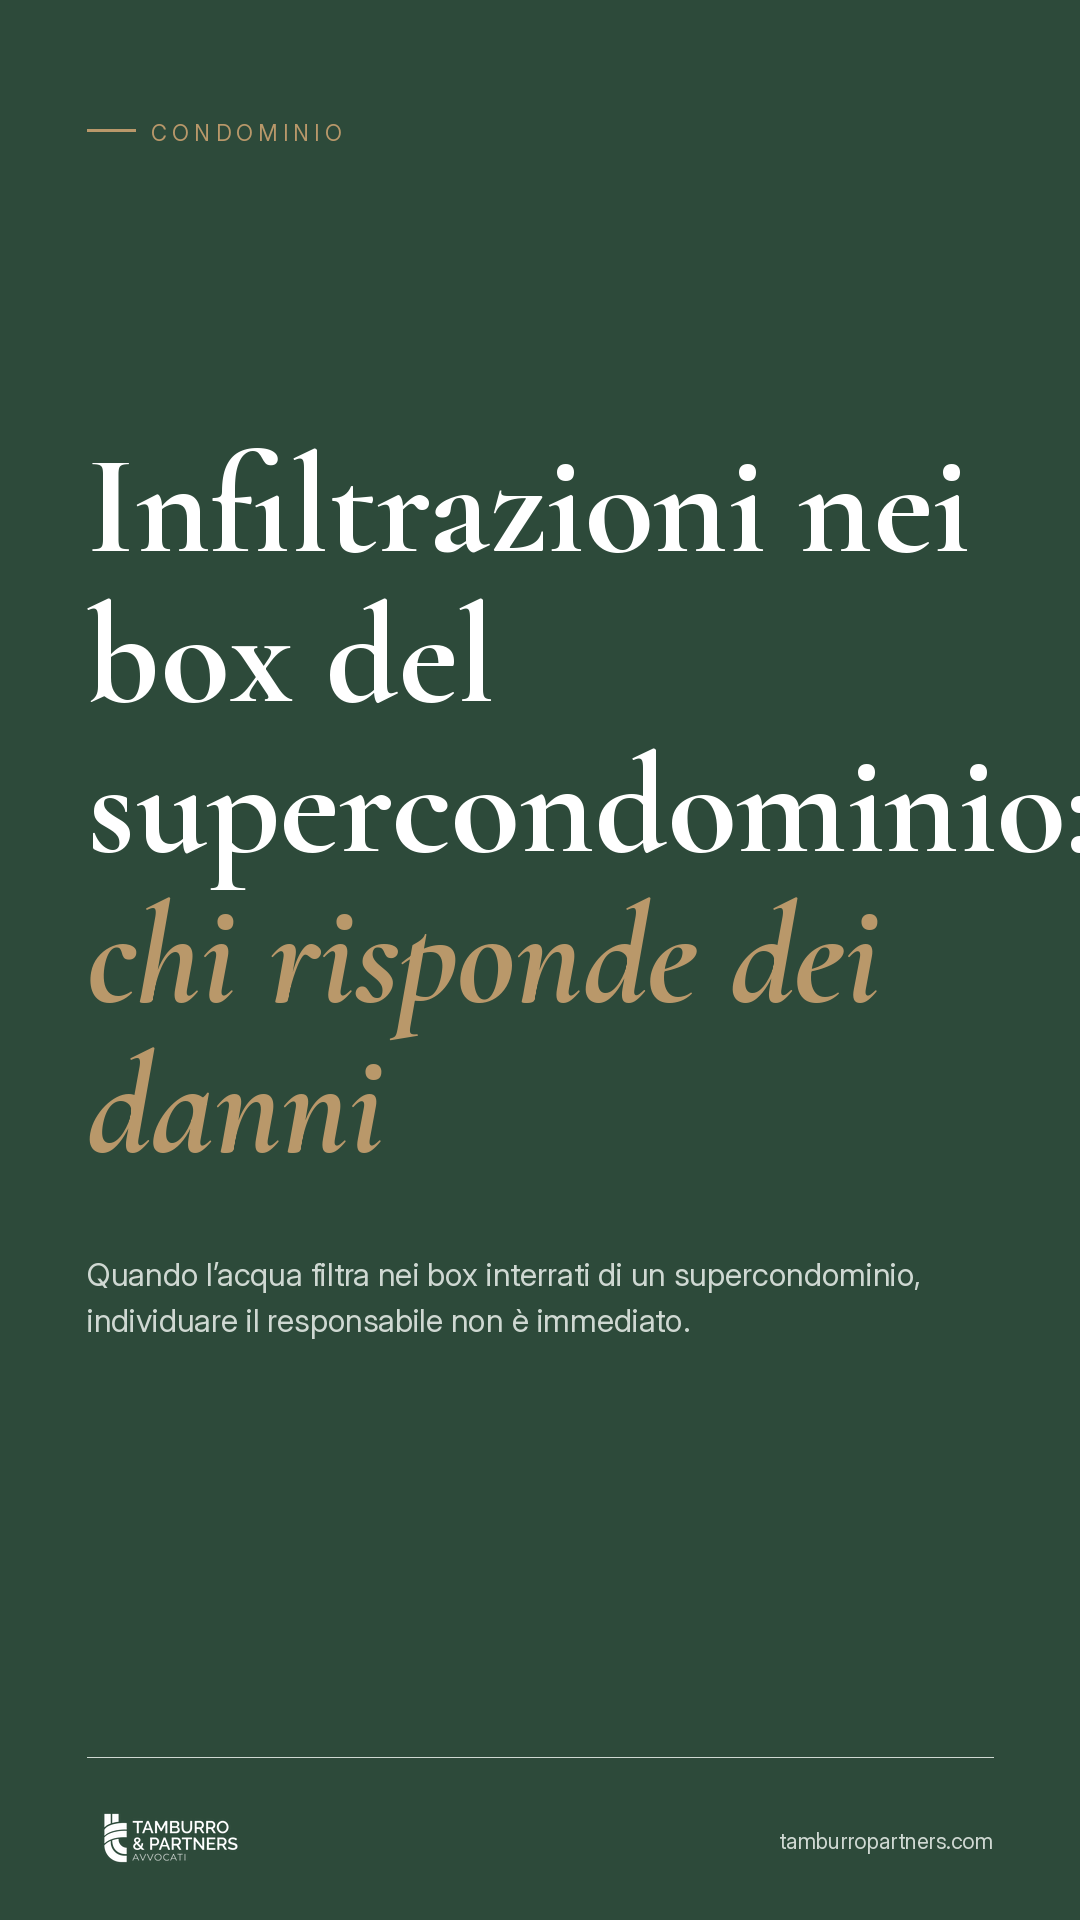 CONDOMINIO
Infiltrazioni nei
box del
supercondominio:
chi risponde dei
danni
Quando l’acqua filtra nei box interrati di un supercondominio,
individuare il responsabile non è immediato.
TAMBURRO
& PARTNERS
AVVOCATI
tamburropartners.com